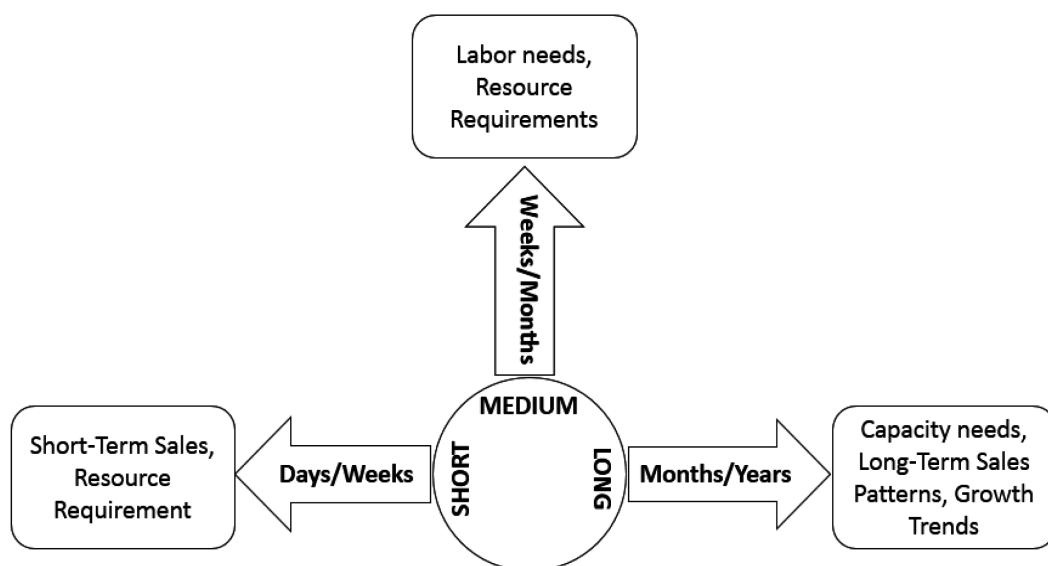 Labor needs,
Resource
Requirements
Weeks/Months
MEDIUM
SHORT
LONG
Days/Weeks
Months/Years
Short-Term Sales,
Resource
Requirement
Capacity needs,
Long-Term Sales
Patterns, Growth
Trends